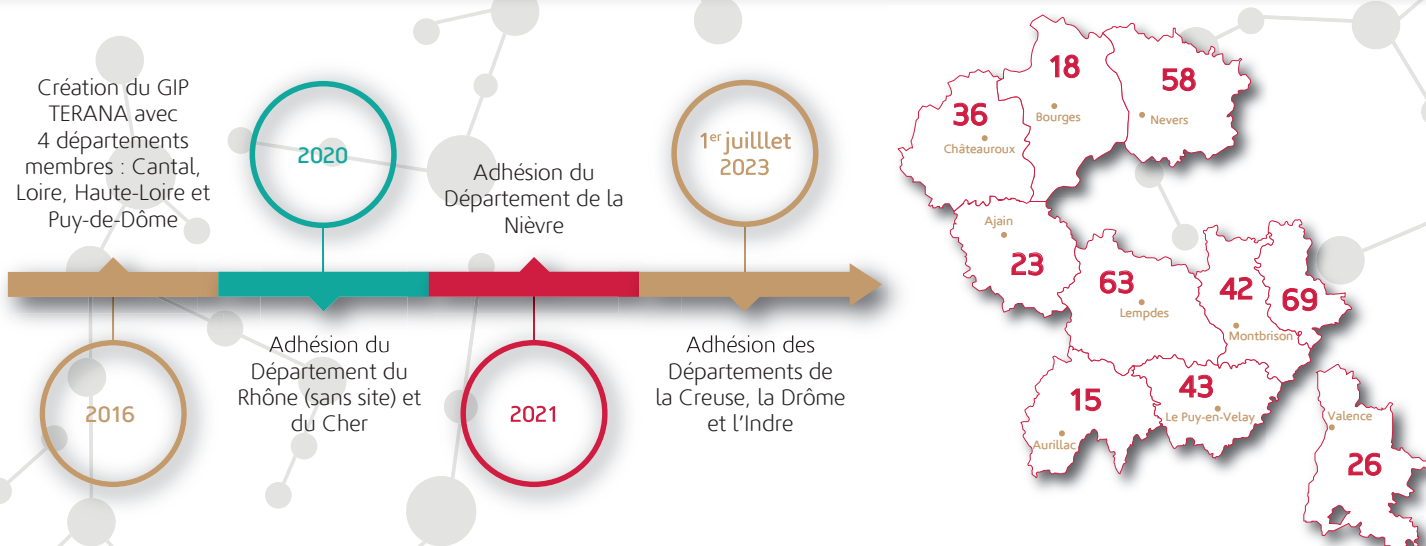 Création du GIP
TERANA avec
4 départements
membres : Cantal,
Loire, Haute-Loire et
Puy-de-Dôme
2016
2020
Adhésion du
Département du
Rhône (sans site) et
du Cher
Adhésion du
Département de la
Nièvre
2021
1er juilllet
2023
Adhésion des
Départements de
la Creuse, la Drôme
et l'Indre
18
Bourges
58
Nevers
36
Châteauroux
Ajain
23
63
Lempdes
42
Montbrison
69
15
Aurillac
43
Le Puy-en-Velay
Valence
26